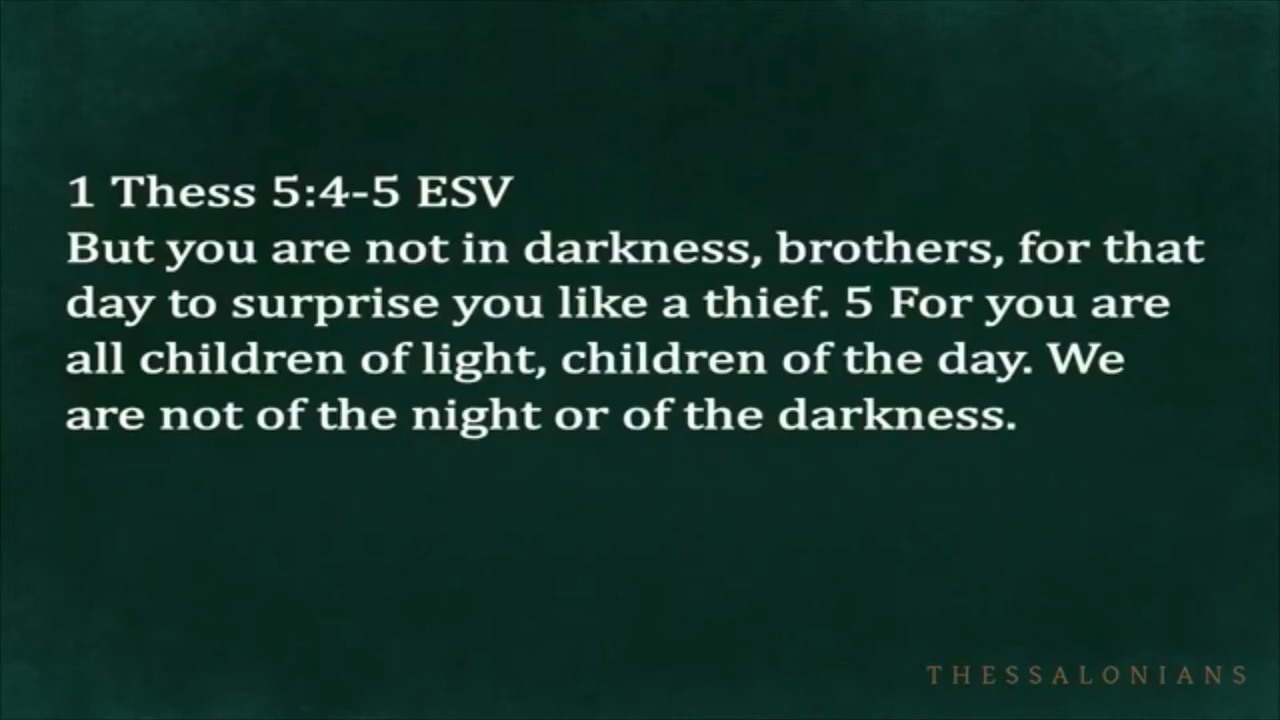 1 Thess 5:4-5 ESV
But you are not in darkness, brothers, for that
day to surprise you like a thief. 5 For you are
all children of light, children of the day. We
are not of the night or of the darkness.
THESSALONIANS